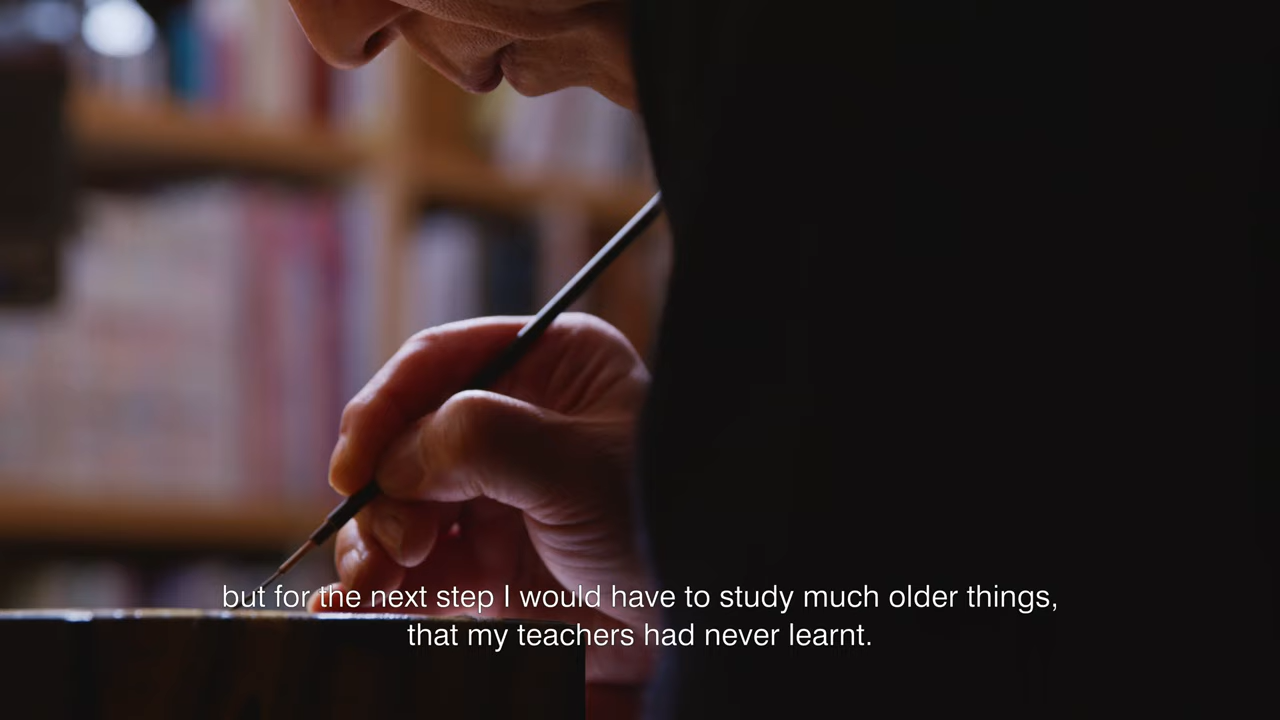 but for the next step I would have to study much older things,
that my teachers had never learnt.